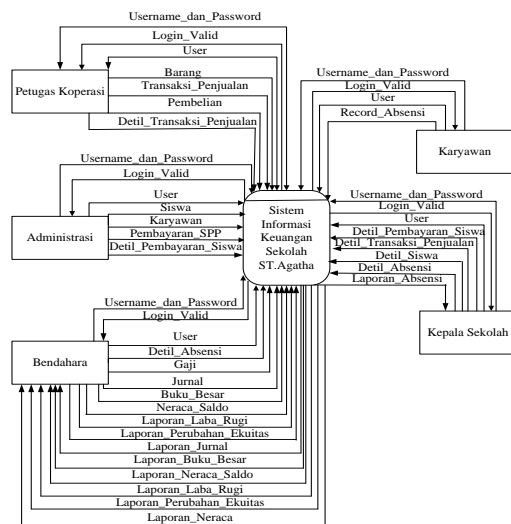 Username_dan_Password
Login_Valid
User
Petugas Koperasi
Barang
Transaksi_Penjualan
Pembelian
Detil_Transaksi_Penjualan
Username_dan_Password
Login_Valid
User
Record_Absensi
Karyawan
Username_dan_Password
Login_Valid
Administrasi
User
Siswa
Karyawan
Pembayaran_SPP
Detil_Pembayaran_Siswa
Sistem
Informasi
Keuangan
Sekolah
ST.Agatha
Username_dan_Password
Login_Valid
User
Detil_Pembayaran_Siswa
Detil_Transaksi_Penjualan
Detil_Siswa
Detil_Absensi
Laporan_Absensi
Kepala Sekolah
Username_dan_Password
Login_Valid
Bendahara
User
Detil_Absensi
Gaji
Jurnal
Buku_Besar
Neraca_Saldo
Laporan_Laba_Rugi
Laporan_Perubahan_Ekuitas
Laporan_Jurnal
Laporan_Buku_Besar
Laporan_Neraca_Saldo
Laporan_Laba_Rugi
Laporan_Perubahan_Ekuitas
Laporan_Neraca